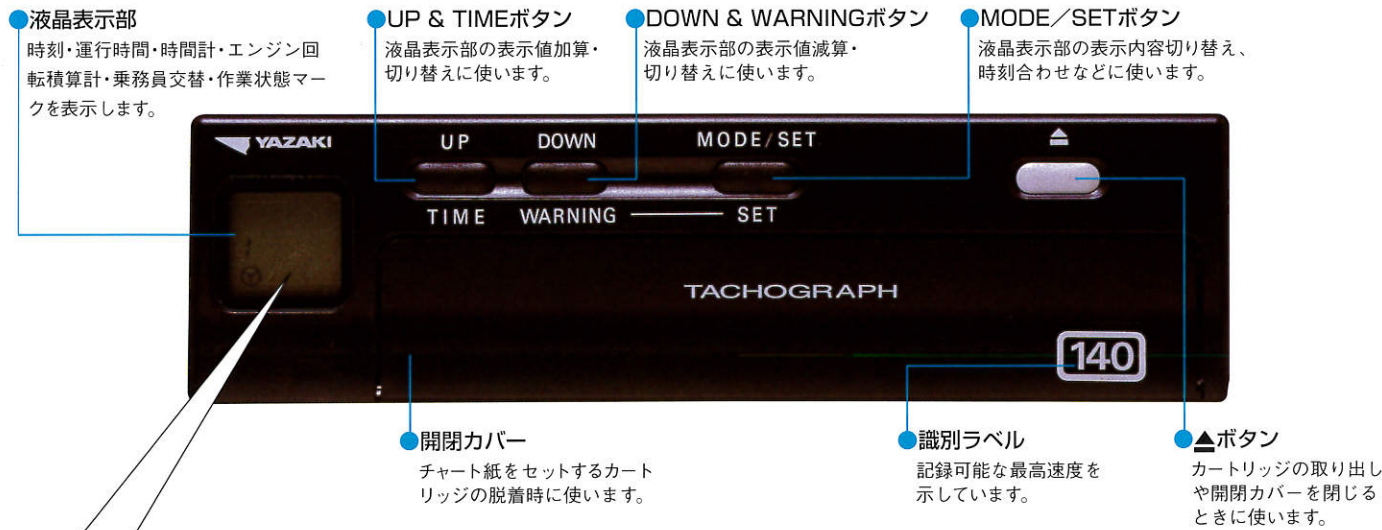 ●液晶表示部
時刻・運行時間・時間計・エンジン回
転積算計・乗務員交替・作業状態マー
クを表示します。
●UP & TIMEボタン
液晶表示部の表示値加算・
切り替えに使います。
●DOWN & WARNINGボタン
液晶表示部の表示値減算・
切り替えに使います。
●MODE／SETボタン
液晶表示部の表示内容切り替え、
時刻合わせなどに使います。
YAZAKI
UP DOWN MODE/SET ⏏
TIME WARNING SET
TACHOGRAPH
140
●開閉カバー
チャート紙をセットするカート
リッジの脱着時に使います。
●識別ラベル
記録可能な最高速度を
示しています。
●⏏ボタン
カートリッジの取り出し
や開閉カバーを閉じる
ときに使います。